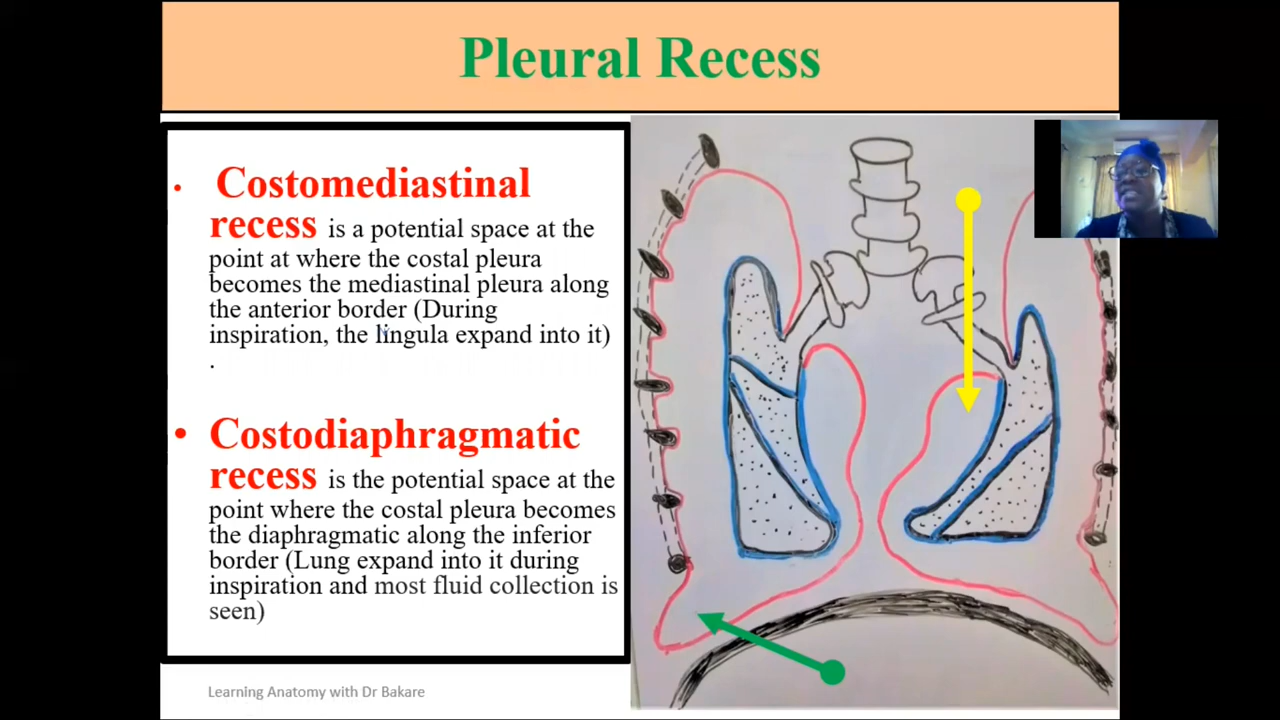 Pleural Recess
• Costomediastinal
recess is a potential space at the
point at where the costal pleura
becomes the mediastinal pleura along
the anterior border (During
inspiration, the lingula expand into it)
.
• Costodiaphragmatic
recess is the potential space at the
point where the costal pleura becomes
the diaphragmatic along the inferior
border (Lung expand into it during
inspiration and most fluid collection is
seen)
Learning Anatomy with Dr Bakare